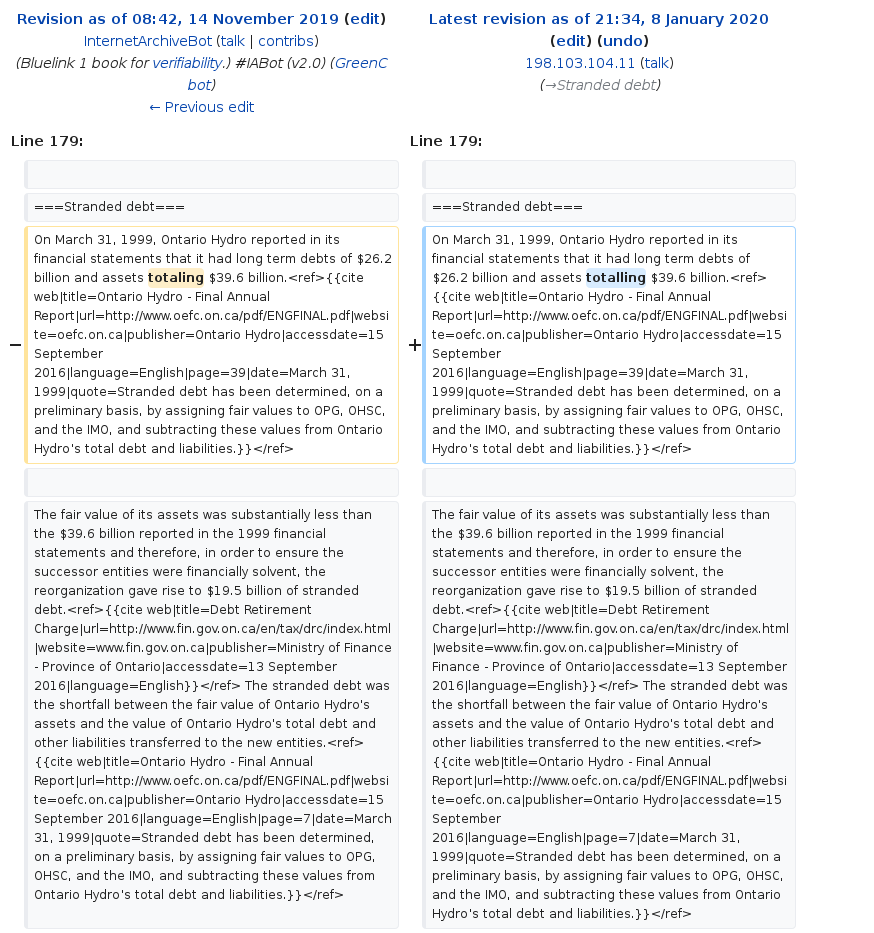 Revision as of 08:42, 14 November 2019 (edit)
InternetArchiveBot (talk | contribs)
(Bluelink 1 book for verifiability.) #IABot (v2.0) (GreenC
bot)
← Previous edit
Latest revision as of 21:34, 8 January 2020
(edit) (undo)
198.103.104.11 (talk)
(→Stranded debt)
Line 179:
Line 179:
===Stranded debt===
===Stranded debt===
−
On March 31, 1999, Ontario Hydro reported in its
financial statements that it had long term debts of $26.2
billion and assets totaling $39.6 billion.<ref>{{cite
web|title=Ontario Hydro - Final Annual
Report|url=http://www.oefc.on.ca/pdf/ENGFINAL.pdf|websi
te=oefc.on.ca|publisher=Ontario Hydro|accessdate=15
September
2016|language=English|page=39|date=March 31,
1999|quote=Stranded debt has been determined, on a
preliminary basis, by assigning fair values to OPG, OHSC,
and the IMO, and subtracting these values from Ontario
Hydro's total debt and liabilities.}}</ref>
+
On March 31, 1999, Ontario Hydro reported in its
financial statements that it had long term debts of
$26.2 billion and assets totalling $39.6 billion.<ref>
{{cite web|title=Ontario Hydro - Final Annual
Report|url=http://www.oefc.on.ca/pdf/ENGFINAL.pdf|websi
te=oefc.on.ca|publisher=Ontario Hydro|accessdate=15
September
2016|language=English|page=39|date=March 31,
1999|quote=Stranded debt has been determined, on a
preliminary basis, by assigning fair values to OPG, OHSC,
and the IMO, and subtracting these values from Ontario
Hydro's total debt and liabilities.}}</ref>
The fair value of its assets was substantially less than
the $39.6 billion reported in the 1999 financial
statements and therefore, in order to ensure the
successor entities were financially solvent, the
reorganization gave rise to $19.5 billion of stranded
debt.<ref>{{cite web|title=Debt Retirement
Charge|url=http://www.fin.gov.on.ca/en/tax/drc/index.html
|website=www.fin.gov.on.ca|publisher=Ministry of Finance
- Province of Ontario|accessdate=13 September
2016|language=English}}</ref> The stranded debt was
the shortfall between the fair value of Ontario Hydro's
assets and the value of Ontario Hydro's total debt and
other liabilities transferred to the new entities.<ref>
{{cite web|title=Ontario Hydro - Final Annual
Report|url=http://www.oefc.on.ca/pdf/ENGFINAL.pdf|websi
te=oefc.on.ca|publisher=Ontario Hydro|accessdate=15
September 2016|language=English|page=7|date=March
31, 1999|quote=Stranded debt has been determined,
on a preliminary basis, by assigning fair values to OPG,
OHSC, and the IMO, and subtracting these values from
Ontario Hydro's total debt and liabilities.}}</ref>
The fair value of its assets was substantially less than
the $39.6 billion reported in the 1999 financial
statements and therefore, in order to ensure the
successor entities were financially solvent, the
reorganization gave rise to $19.5 billion of stranded
debt.<ref>{{cite web|title=Debt Retirement
Charge|url=http://www.fin.gov.on.ca/en/tax/drc/index.html
|website=www.fin.gov.on.ca|publisher=Ministry of
Finance - Province of Ontario|accessdate=13 September
2016|language=English}}</ref> The stranded debt was
the shortfall between the fair value of Ontario Hydro's
assets and the value of Ontario Hydro's total debt and
other liabilities transferred to the new entities.<ref>
{{cite web|title=Ontario Hydro - Final Annual
Report|url=http://www.oefc.on.ca/pdf/ENGFINAL.pdf|websi
te=oefc.on.ca|publisher=Ontario Hydro|accessdate=15
September
2016|language=English|page=7|date=March 31,
1999|quote=Stranded debt has been determined, on a
preliminary basis, by assigning fair values to OPG, OHSC,
and the IMO, and subtracting these values from Ontario
Hydro's total debt and liabilities.}}</ref>